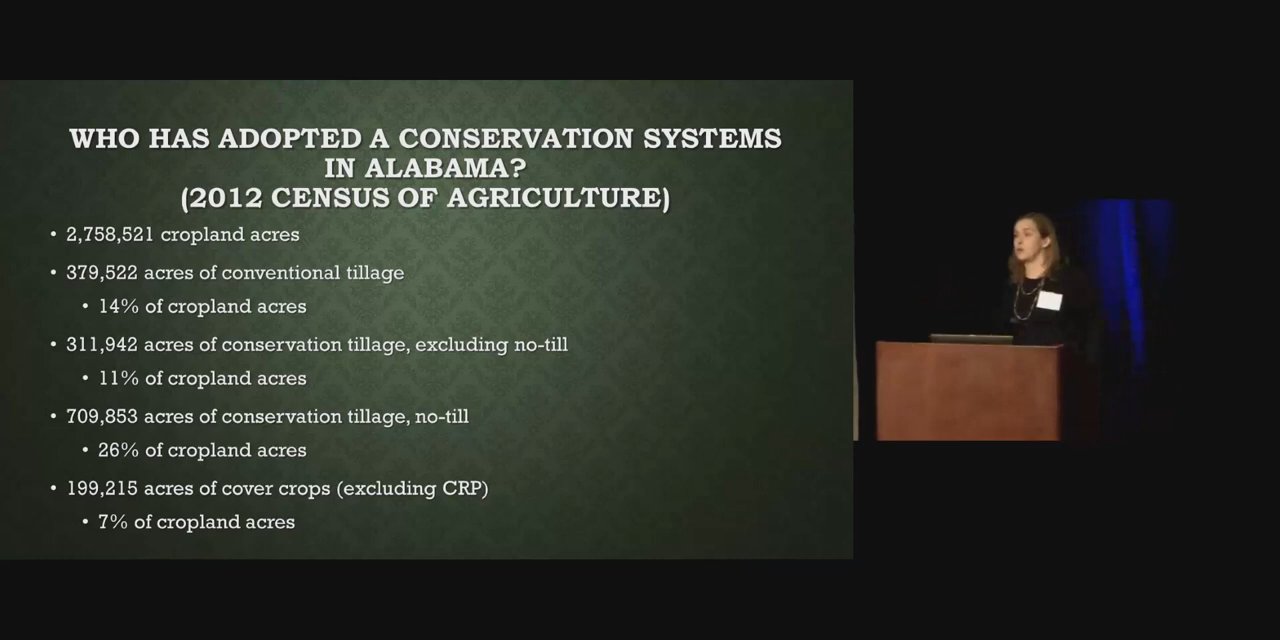 WHO HAS ADOPTED A CONSERVATION SYSTEMS
IN ALABAMA?
(2012 CENSUS OF AGRICULTURE)
• 2,758,521 cropland acres
• 379,522 acres of conventional tillage
• 14% of cropland acres
• 311,942 acres of conservation tillage, excluding no-till
• 11% of cropland acres
• 709,853 acres of conservation tillage, no-till
• 26% of cropland acres
• 199,215 acres of cover crops (excluding CRP)
• 7% of cropland acres